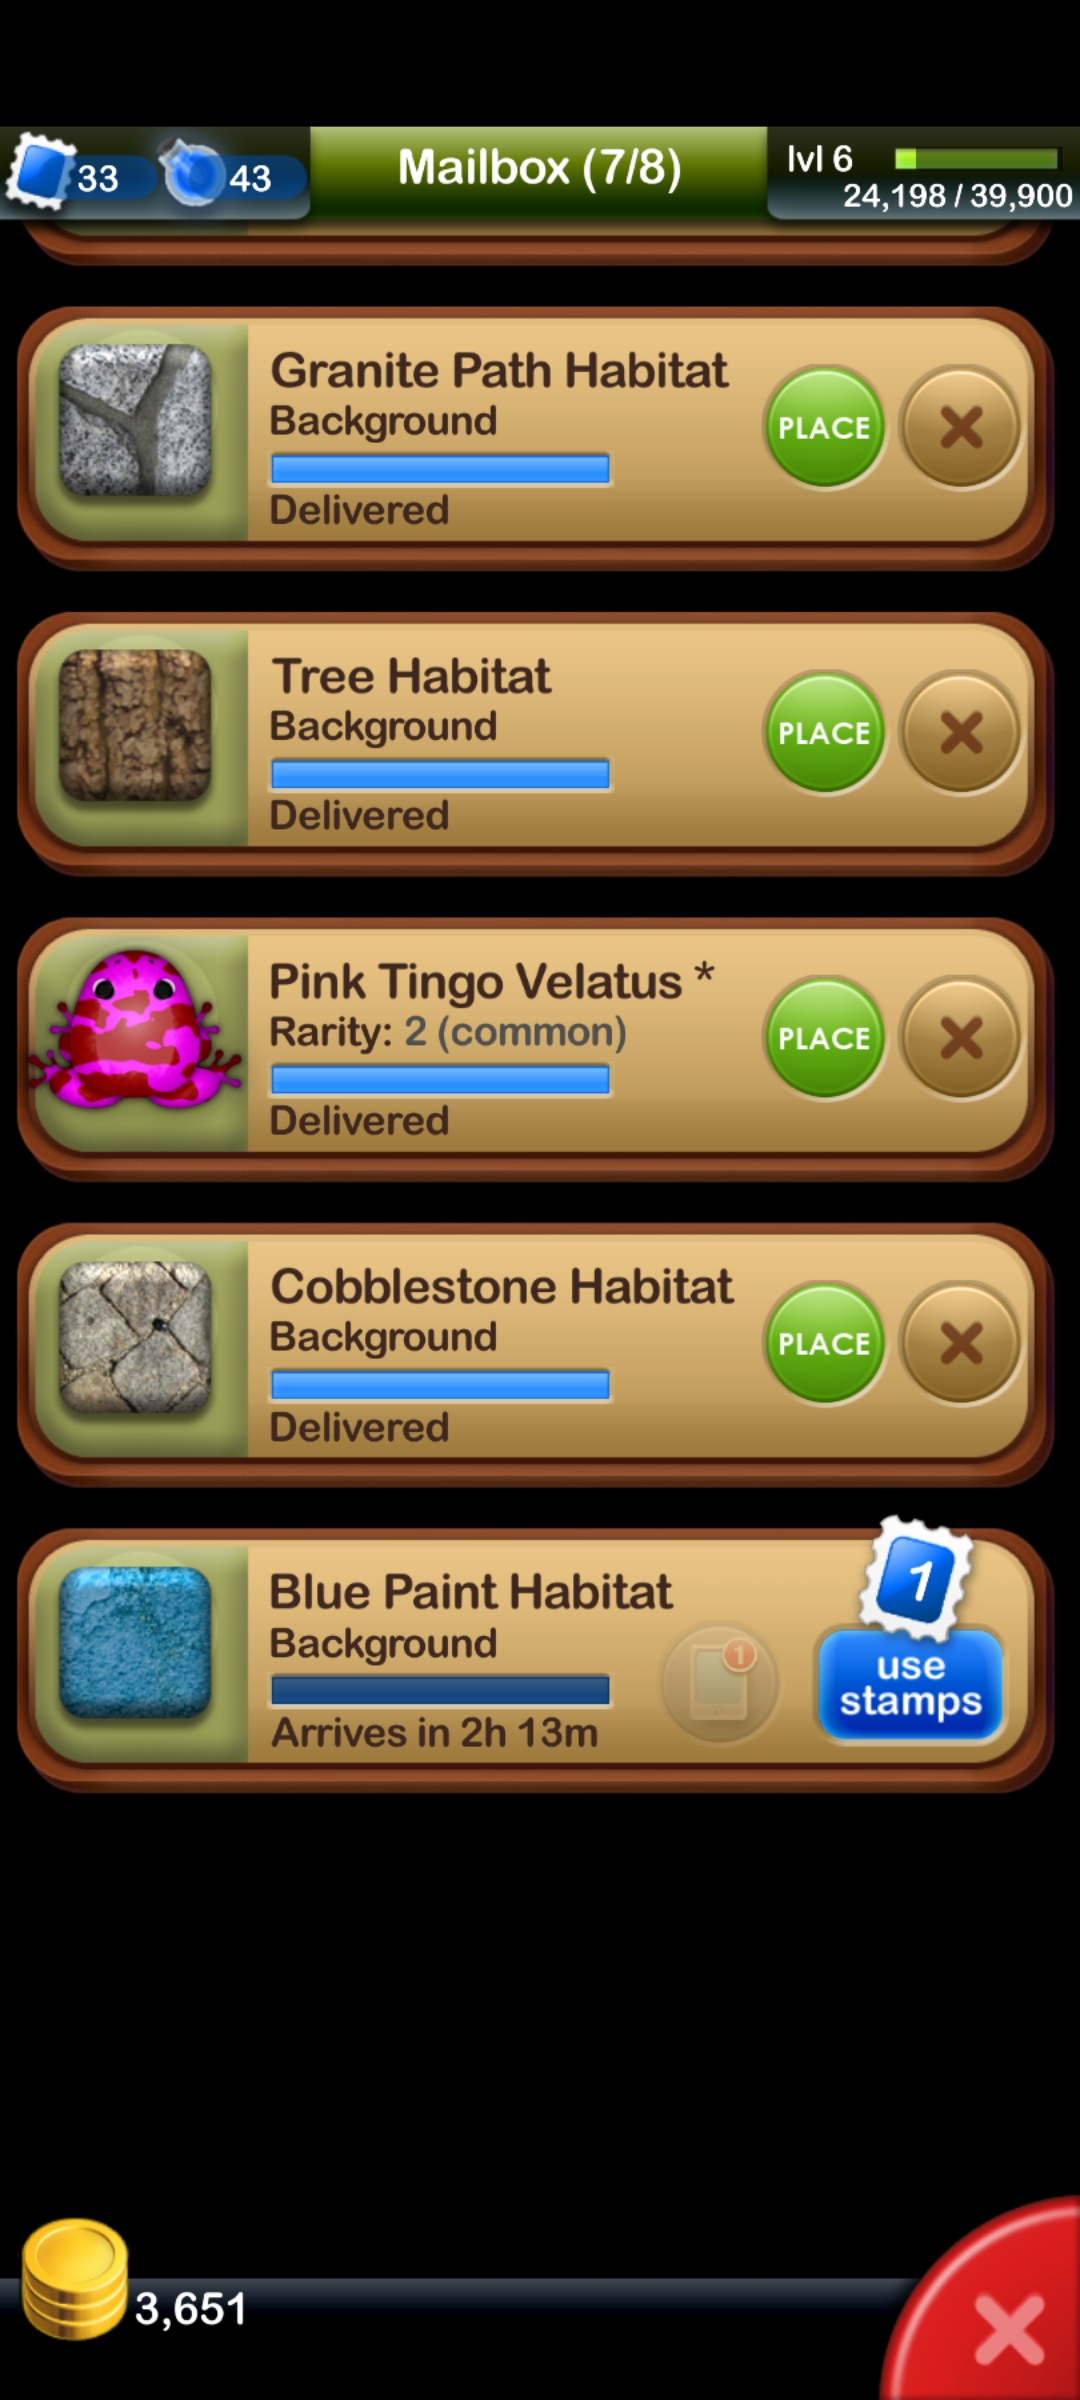 33
43
Mailbox (7/8)
lvl 6
24,198 / 39,900
Granite Path Habitat
Background
Delivered
PLACE
Tree Habitat
Background
Delivered
PLACE
Pink Tingo Velatus *
Rarity: 2 (common)
Delivered
PLACE
Cobblestone Habitat
Background
Delivered
PLACE
Blue Paint Habitat
Background
Arrives in 2h 13m
1
1
use
stamps
3,651